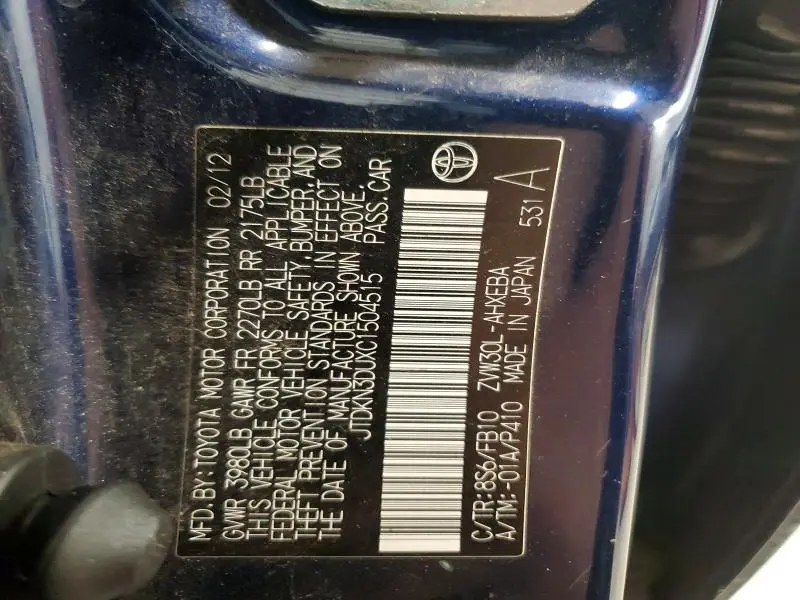 MFD. BY: TOYOTA MOTOR CORPORATION 02/12
GVWR 3980LB GAWR FR 2270LB RR 2175LB
THIS VEHICLE CONFORMS TO ALL APPLICABLE
FEDERAL MOTOR VEHICLE SAFETY, BUMPER, AND
THEFT PREVENTION STANDARDS IN EFFECT ON
THE DATE OF MANUFACTURE SHOWN ABOVE.
JTDKN3DUXC1504515 PASS. CAR
C/TR:8S6/FB10 ZVW30L-AHXEBA
A/TM:-01A/P410 MADE IN JAPAN 531 A